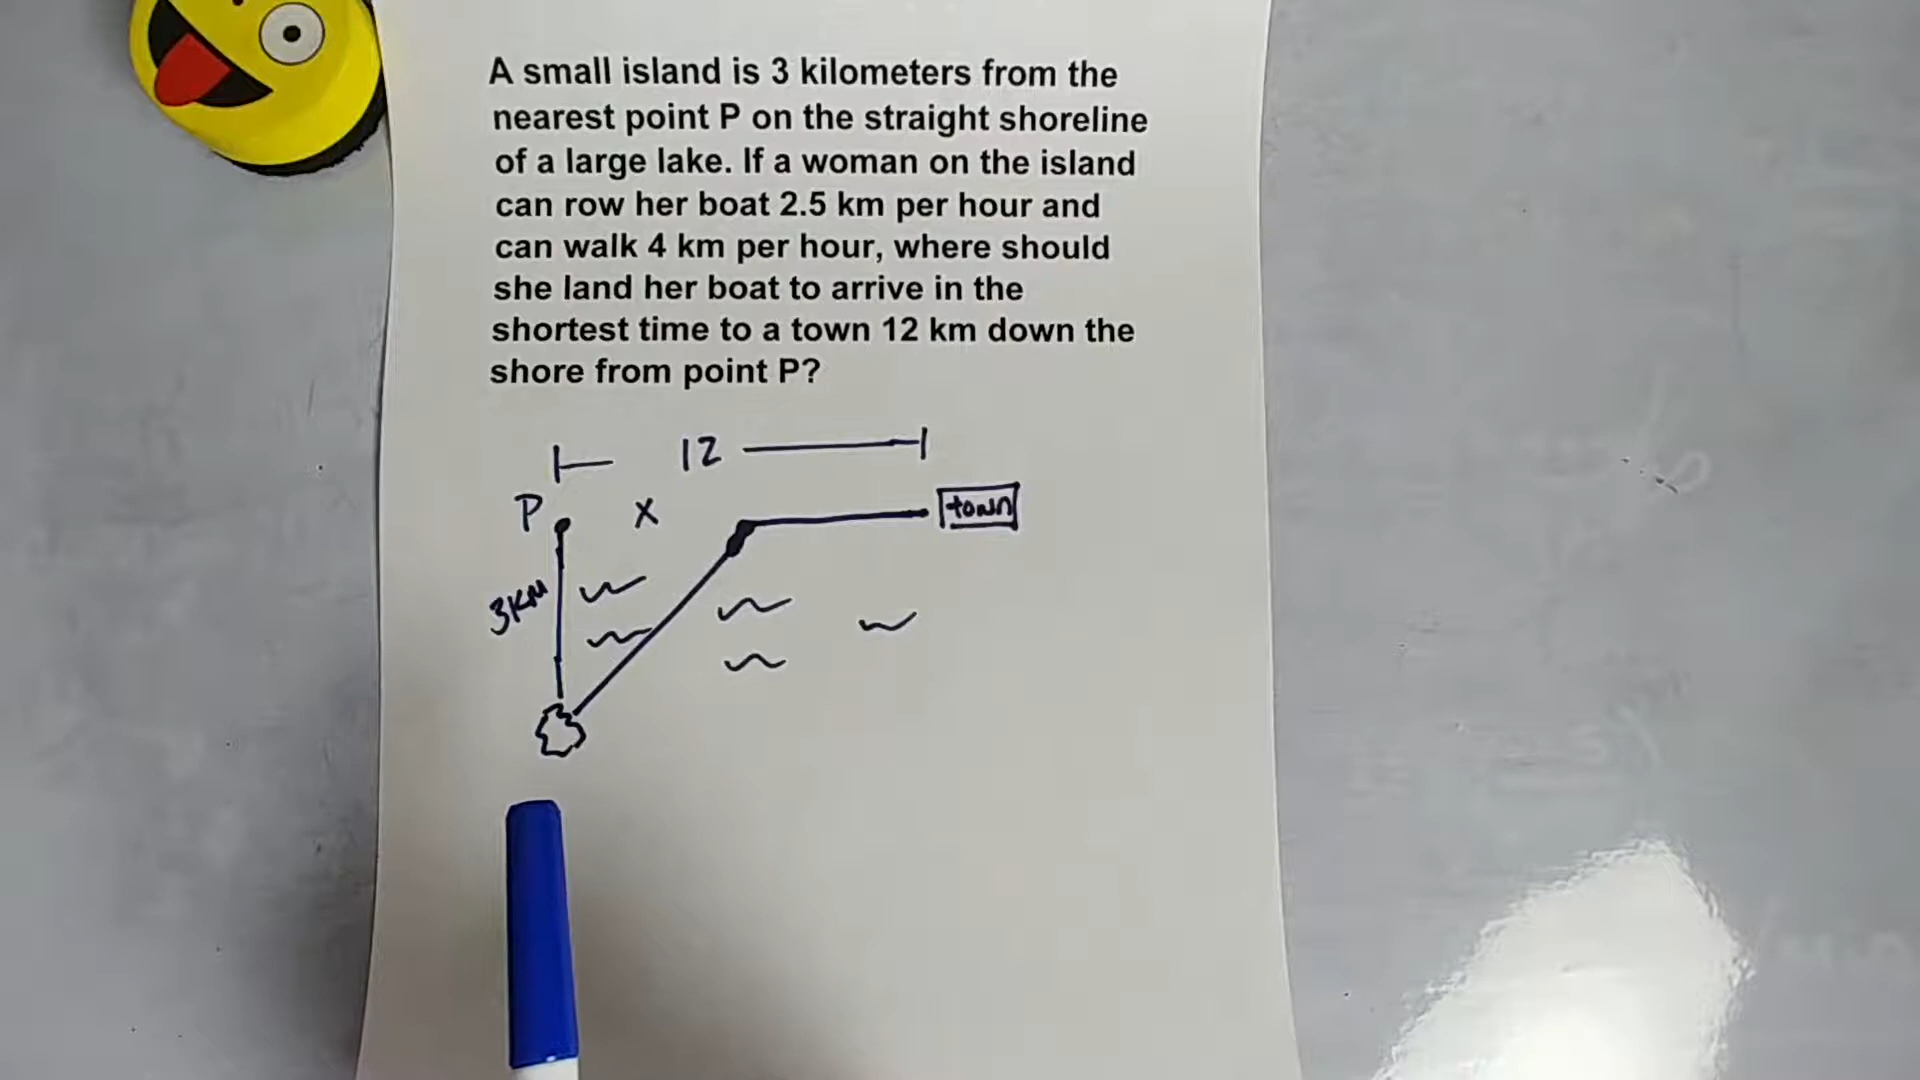 A small island is 3 kilometers from the
nearest point P on the straight shoreline
of a large lake. If a woman on the island
can row her boat 2.5 km per hour and
can walk 4 km per hour, where should
she land her boat to arrive in the
shortest time to a town 12 km down the
shore from point P?
12
P x town
3KM